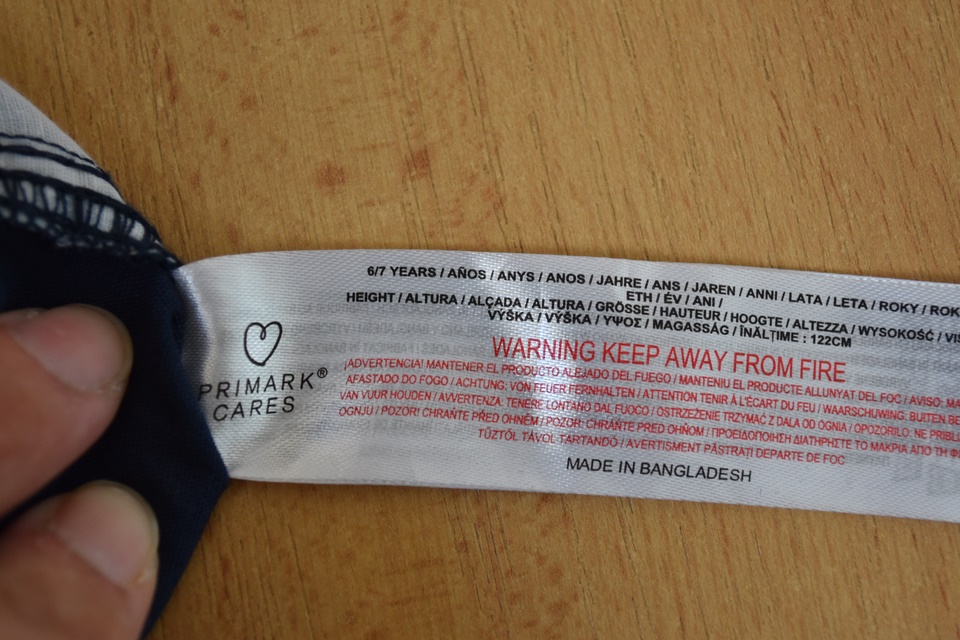 PRIMARK®
CARES
6/7 YEARS / AÑOS / ANYS / ANOS / JAHRE / ANS / JAREN / ANNI / LATA / LETA / ROKY / ROK
ETH / ÉV / ANI /
HEIGHT / ALTURA / ALÇADA / ALTURA / GRÖSSE / HAUTEUR / HOOGTE / ALTEZZA / WYSOKOŚĆ / VIŠ
VÝŠKA / VÝŠKA / ΥΨΟΣ / MAGASSÁG / ÎNĂLȚIME : 122CM
WARNING KEEP AWAY FROM FIRE
¡ADVERTENCIA! MANTENER EL PRODUCTO ALEJADO DEL FUEGO / MANTENIU EL PRODUCTE ALLUNYAT DEL FOC / AVISO: MA
AFASTADO DO FOGO / ACHTUNG: VON FEUER FERNHALTEN / ATTENTION TENIR À L'ÉCART DU FEU / WAARSCHUWING: BUITEN BE
VAN VUUR HOUDEN / AVVERTENZA: TENERE LONTANO DAL FUOCO / OSTRZEŻENIE TRZYMAĆ Z DALA OD OGNIA / OPOZORILO: NE PRIBLI
OGNJU / POZOR! CHRAŇTE PŘED OHNĚM / POZOR: CHRÁŇTE PRED OHŇOM / ΠΡΟΕΙΔΟΠΟΙΗΣΗ ΔΙΑΤΗΡΗΣΤΕ ΤΟ ΜΑΚΡΙΑ ΑΠΟ ΤΗ Φ
TŰZTŐL TÁVOL TARTANDÓ / AVERTISMENT PĂSTRAȚI DEPARTE DE FOC
MADE IN BANGLADESH